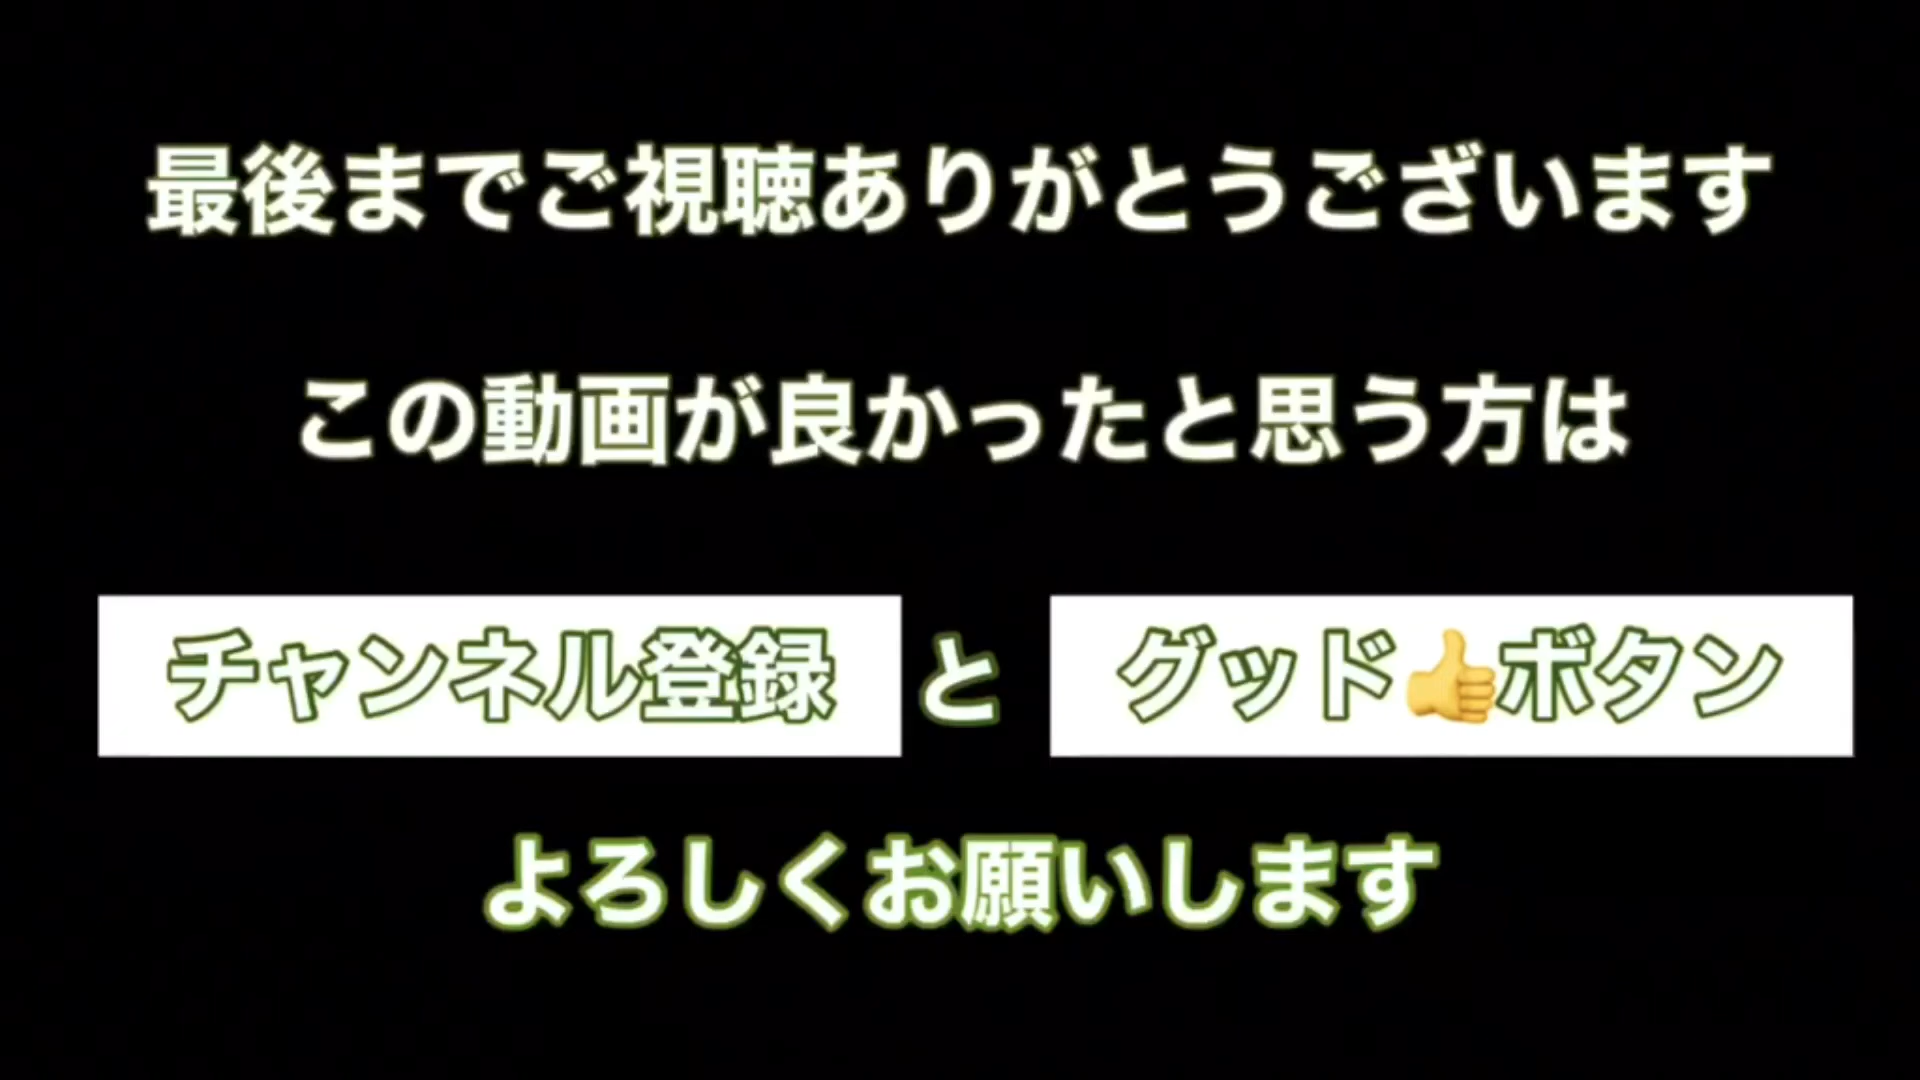 最後までご視聴ありがとうございます
この動画が良かったと思う方は
チャンネル登録 と グッド👍ボタン
よろしくお願いします